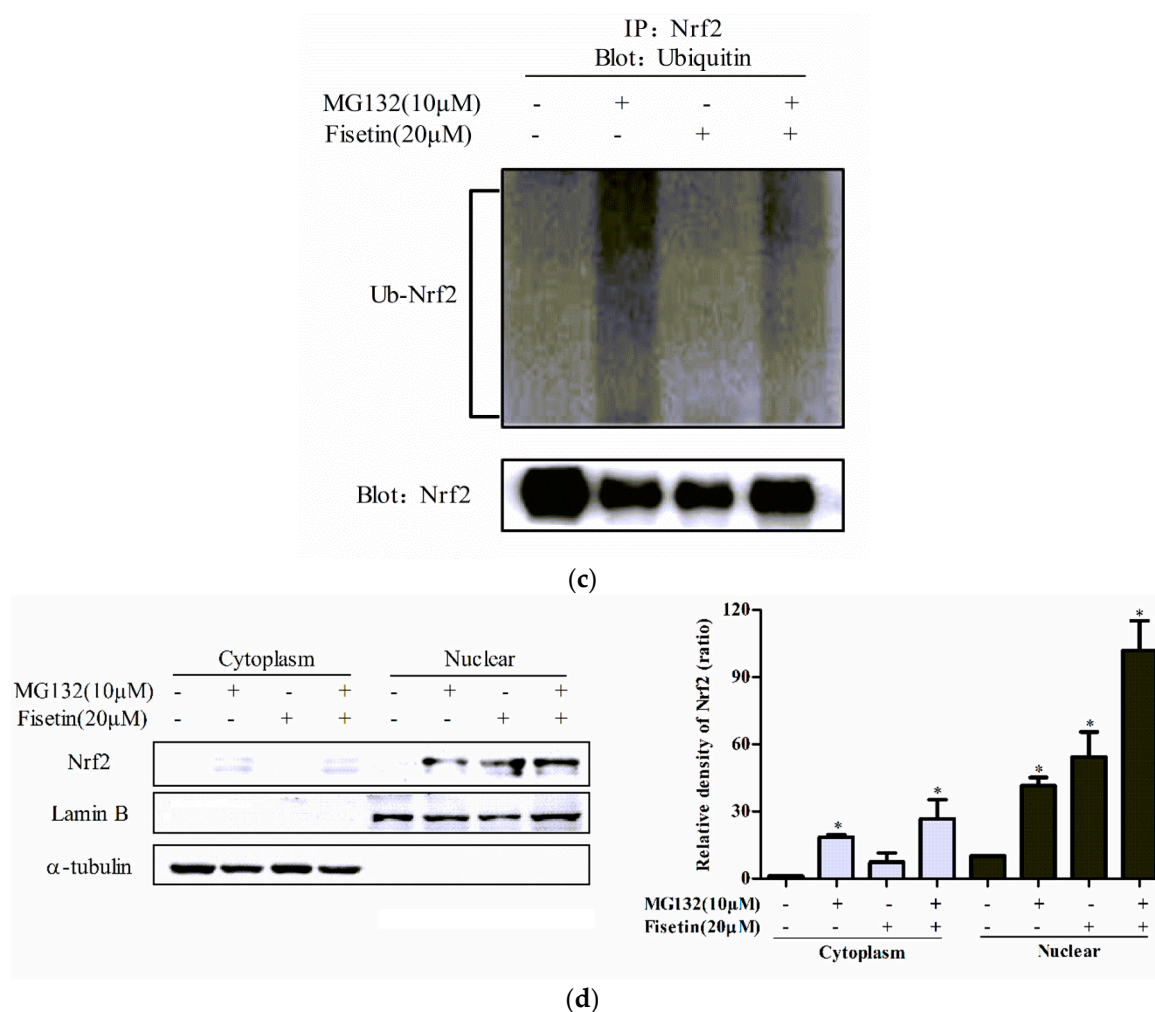 IP: Nrf2
Blot: Ubiquitin
MG132(10μM) - + - +
Fisetin(20μM) - - + +
Ub-Nrf2
Blot: Nrf2
(c)
Cytoplasm Nuclear
MG132(10μM) - + - + - + - +
Fisetin(20μM) - - + + - - + +
Nrf2
Lamin B
α-tubulin
Relative density of Nrf2 (ratio)
120
90
60
30
0
* * * * *
MG132(10μM) - + - + - + - +
Fisetin(20μM) - - + + - - + +
Cytoplasm Nuclear
(d)